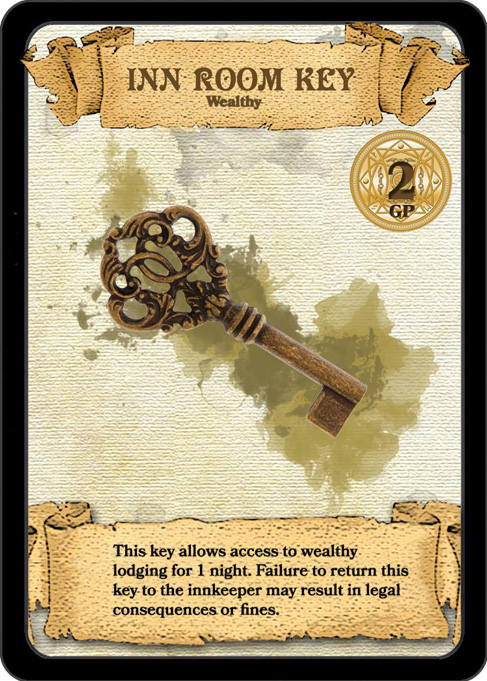 INN ROOM KEY
Wealthy
2
GP
This key allows access to wealthy
lodging for 1 night. Failure to return this
key to the innkeeper may result in legal
consequences or fines.